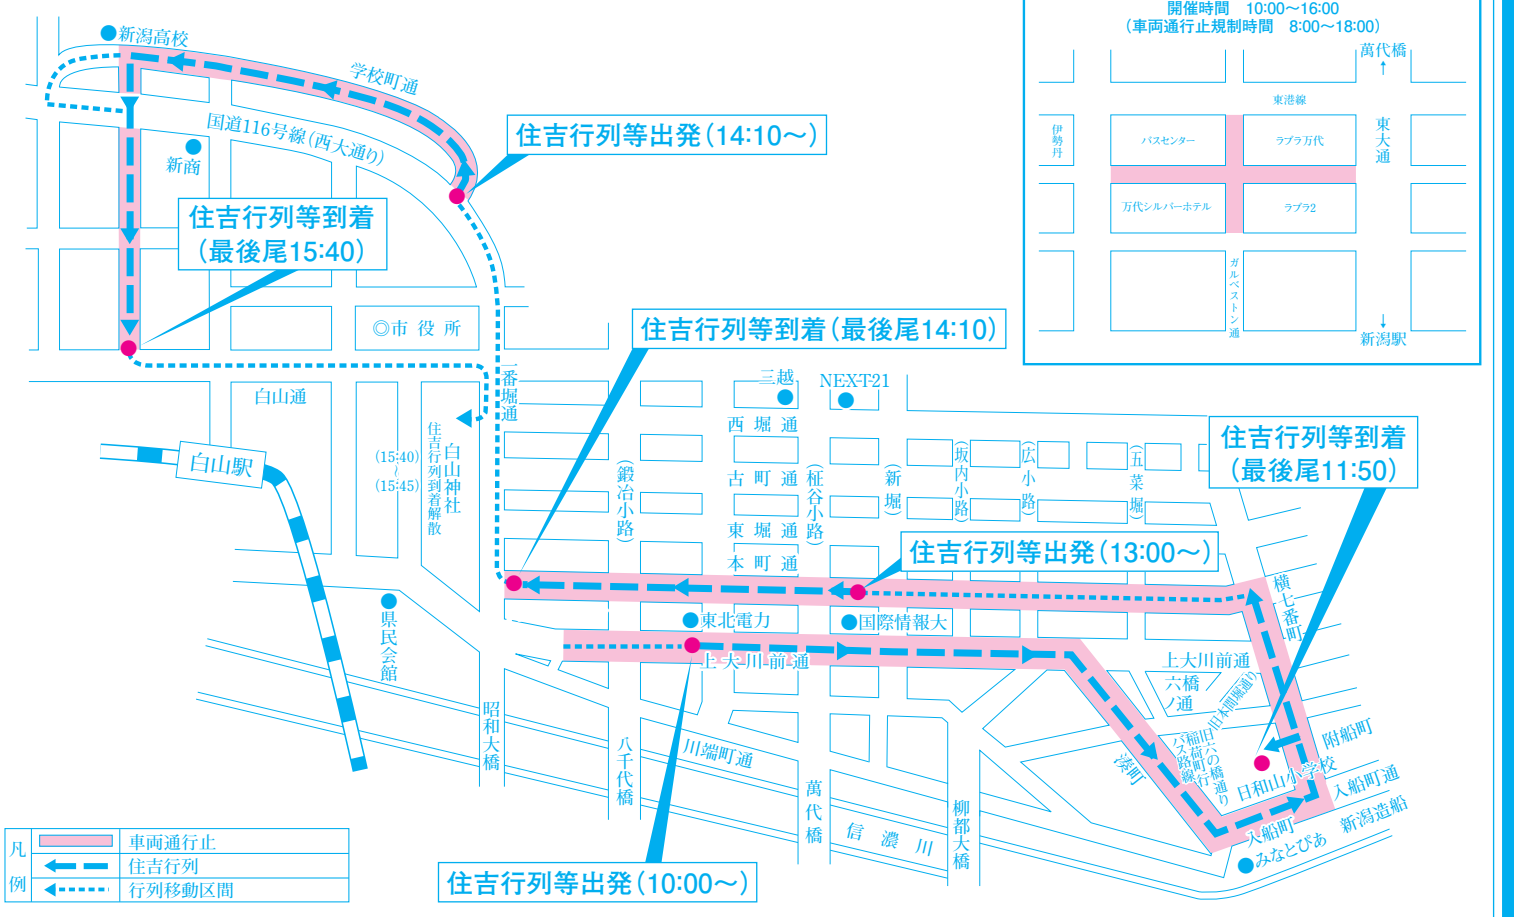 開催時間　10:00～16:00
（車両通行止規制時間　8:00～18:00）
萬代橋
↑
東港線
伊勢丹
バスセンター
ラブラ万代
東大通
万代シルバーホテル
ラブラ2
ガルベストン通
↓
新潟駅
新潟高校
学校町通
国道116号線（西大通り）
新商
住吉行列等出発（14:10～）
住吉行列等到着
（最後尾15:40）
◎市役所
住吉行列等到着（最後尾14:10）
一番堀通
白山通
白山駅
白山神社
住吉行列到着解散
（15:40）
～
（15:45）
三越
NEXT-21
西堀通
古町通
東堀通
本町通
（鍛冶小路）
（柾谷小路）
（新堀）
（坂内小路）
（広小路）
（五菜堀）
住吉行列等到着
（最後尾11:50）
住吉行列等出発（13:00～）
横七番町
県民会館
東北電力
国際情報大
上大川前通
上大川前通
六橋
ノ通
（旧本間堀通り）
旧六の橋通り
稲荷町行
バス路線
湊町
附船町
日和山小学校
入船町通
入船町
新潟造船
みなとぴあ
昭和大橋
八千代橋
川端町通
萬代橋
信濃川
柳都大橋
住吉行列等出発（10:00～）
凡例
車両通行止
住吉行列
行列移動区間